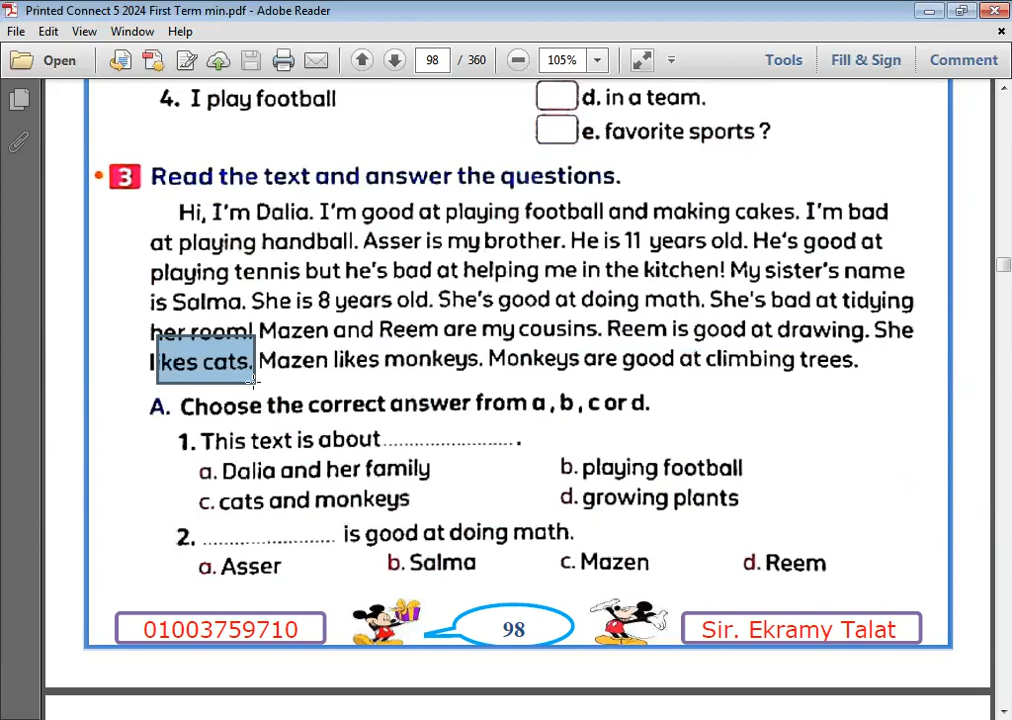 Printed Connect 5 2024 First Term min.pdf - Adobe Reader
File Edit View Window Help
Open 98 / 360 105% Tools Fill & Sign Comment
4. I play football
d. in a team.
e. favorite sports ?
3 Read the text and answer the questions.
Hi, I'm Dalia. I'm good at playing football and making cakes. I'm bad
at playing handball. Asser is my brother. He is 11 years old. He's good at
playing tennis but he's bad at helping me in the kitchen! My sister's name
is Salma. She is 8 years old. She's good at doing math. She's bad at tidying
her room! Mazen and Reem are my cousins. Reem is good at drawing. She
likes cats. Mazen likes monkeys. Monkeys are good at climbing trees.
A. Choose the correct answer from a , b , c or d.
1. This text is about ........................ .
a. Dalia and her family b. playing football
c. cats and monkeys d. growing plants
2. ........................ is good at doing math.
a. Asser b. Salma c. Mazen d. Reem
01003759710 98 Sir. Ekramy Talat